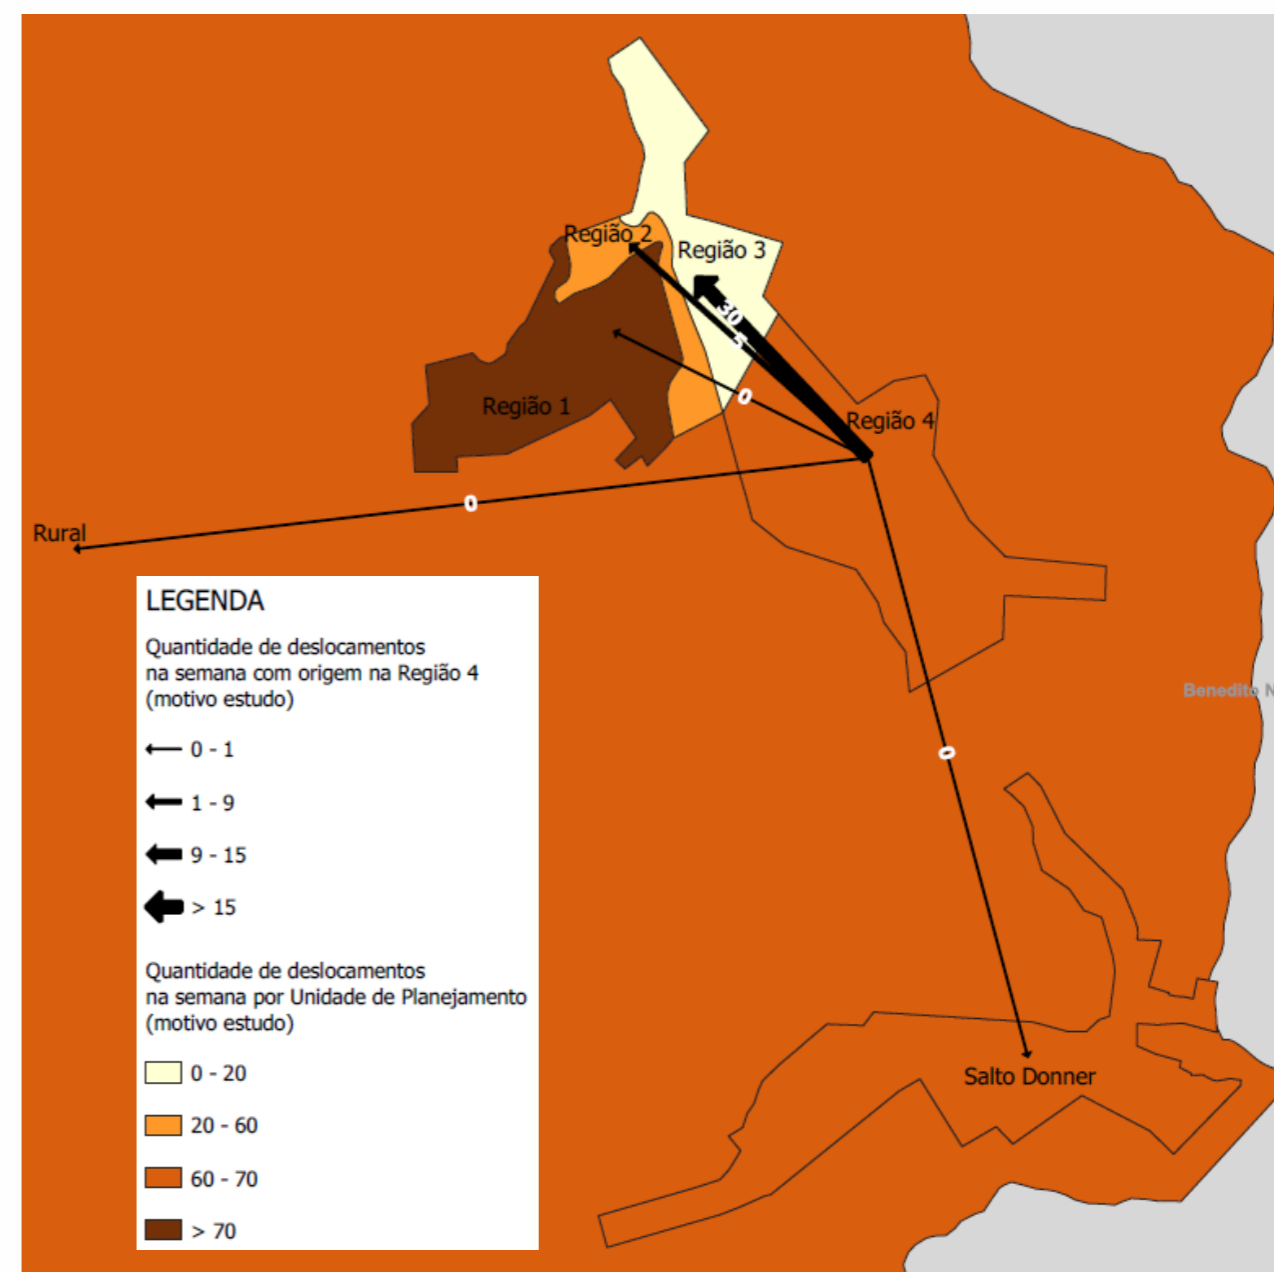 Região 2
Região 3
30
5
0
Região 1
Região 4
0
Rural
LEGENDA
Quantidade de deslocamentos
na semana com origem na Região 4
(motivo estudo)
0 - 1
1 - 9
9 - 15
> 15
Quantidade de deslocamentos
na semana por Unidade de Planejamento
(motivo estudo)
0 - 20
20 - 60
60 - 70
> 70
Benedito N
0
Salto Donner